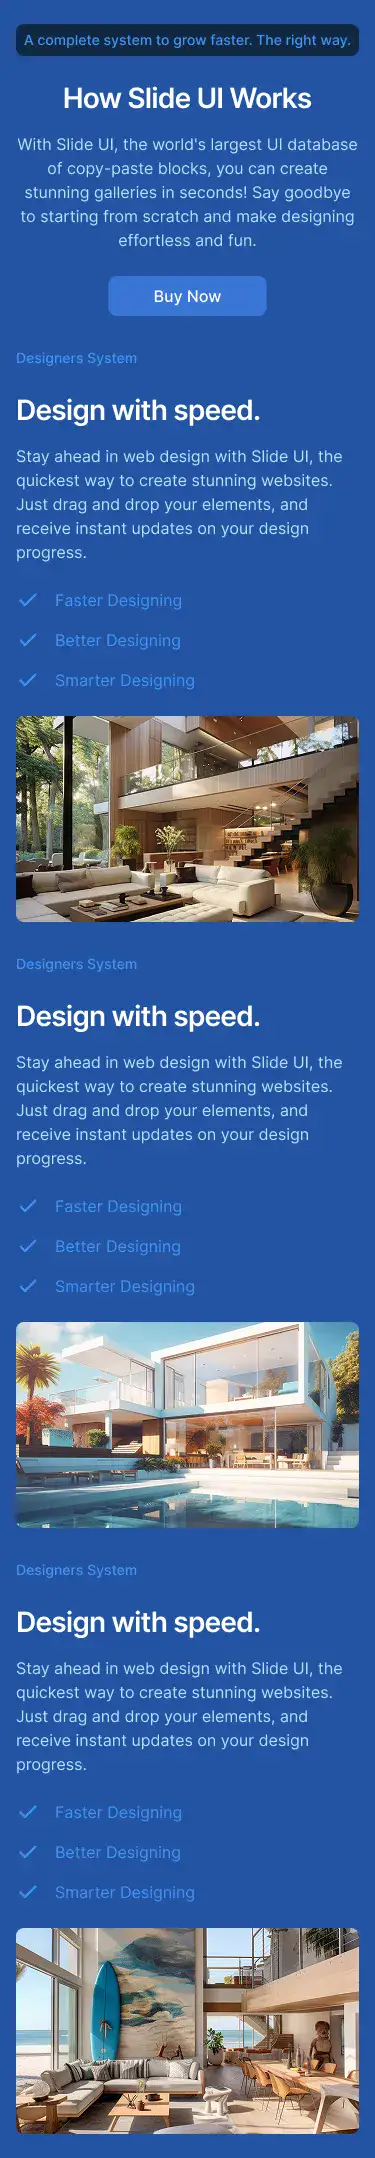 A complete system to grow faster. The right way.
How Slide UI Works
With Slide UI, the world's largest UI database
of copy-paste blocks, you can create
stunning galleries in seconds! Say goodbye
to starting from scratch and make designing
effortless and fun.
Buy Now
Designers System
Design with speed.
Stay ahead in web design with Slide UI, the
quickest way to create stunning websites.
Just drag and drop your elements, and
receive instant updates on your design
progress.
Faster Designing
Better Designing
Smarter Designing
Designers System
Design with speed.
Stay ahead in web design with Slide UI, the
quickest way to create stunning websites.
Just drag and drop your elements, and
receive instant updates on your design
progress.
Faster Designing
Better Designing
Smarter Designing
Designers System
Design with speed.
Stay ahead in web design with Slide UI, the
quickest way to create stunning websites.
Just drag and drop your elements, and
receive instant updates on your design
progress.
Faster Designing
Better Designing
Smarter Designing